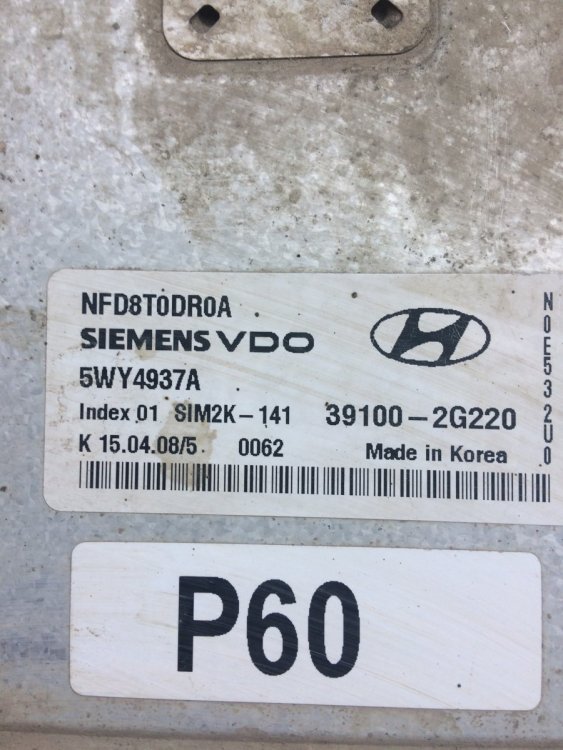 NFD8T0DR0A
SIEMENS VDO
5WY4937A
Index 01 SIM2K-141 39100-2G220
K 15.04.08/5 0062 Made in Korea
N0E532U0
P60